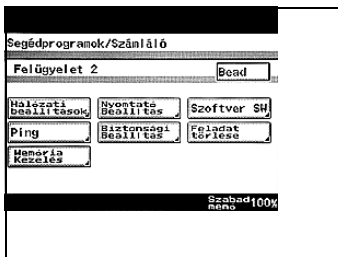 Segédprogramok/Számláló
Felügyelet 2
Bead
Hálózati
beállítások
Nyomtató
Beállítás
Szoftver SW
Ping
Biztonsági
Beállítás
Feladat
törlése
Memória
Kezelés
Szabad
memo 100%